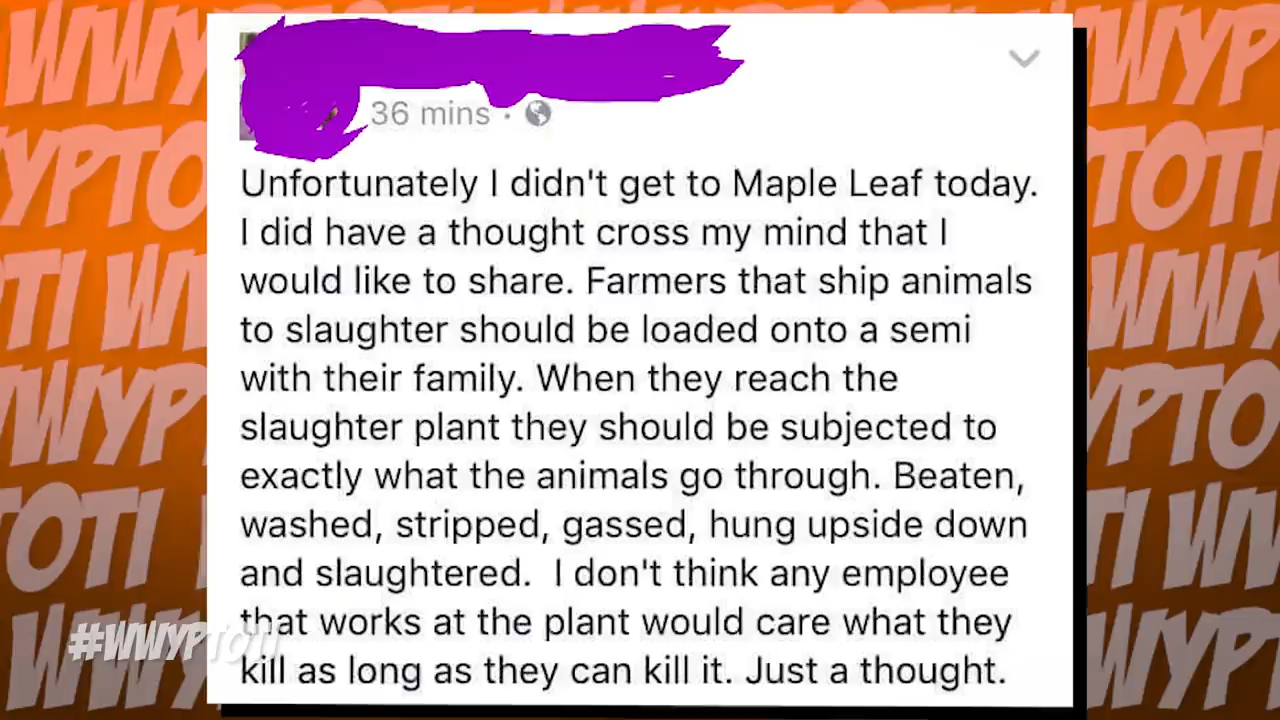 36 mins ·
Unfortunately I didn't get to Maple Leaf today.
I did have a thought cross my mind that I
would like to share. Farmers that ship animals
to slaughter should be loaded onto a semi
with their family. When they reach the
slaughter plant they should be subjected to
exactly what the animals go through. Beaten,
washed, stripped, gassed, hung upside down
and slaughtered. I don't think any employee
that works at the plant would care what they
kill as long as they can kill it. Just a thought.
#WWYPTOTI